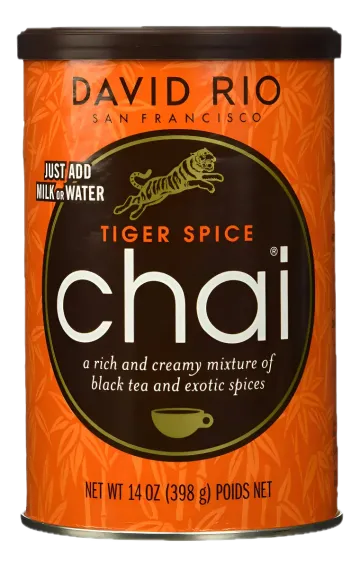 DAVID RIO
SAN FRANCISCO
JUST ADD
MILK OR WATER
TIGER SPICE
chai®
a rich and creamy mixture of
black tea and exotic spices
NET WT 14 OZ (398 g) POIDS NET